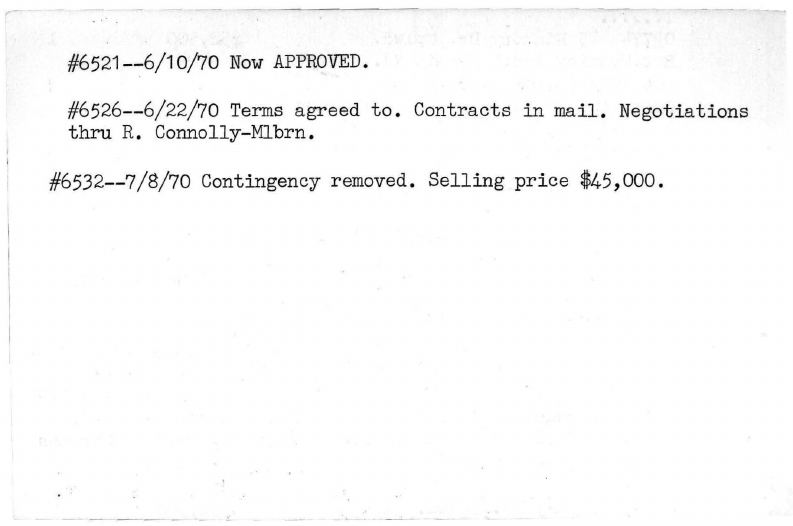 #6521--6/10/70 Now APPROVED.
#6526--6/22/70 Terms agreed to. Contracts in mail. Negotiations
thru R. Connolly-Mlbrn.
#6532--7/8/70 Contingency removed. Selling price $45,000.